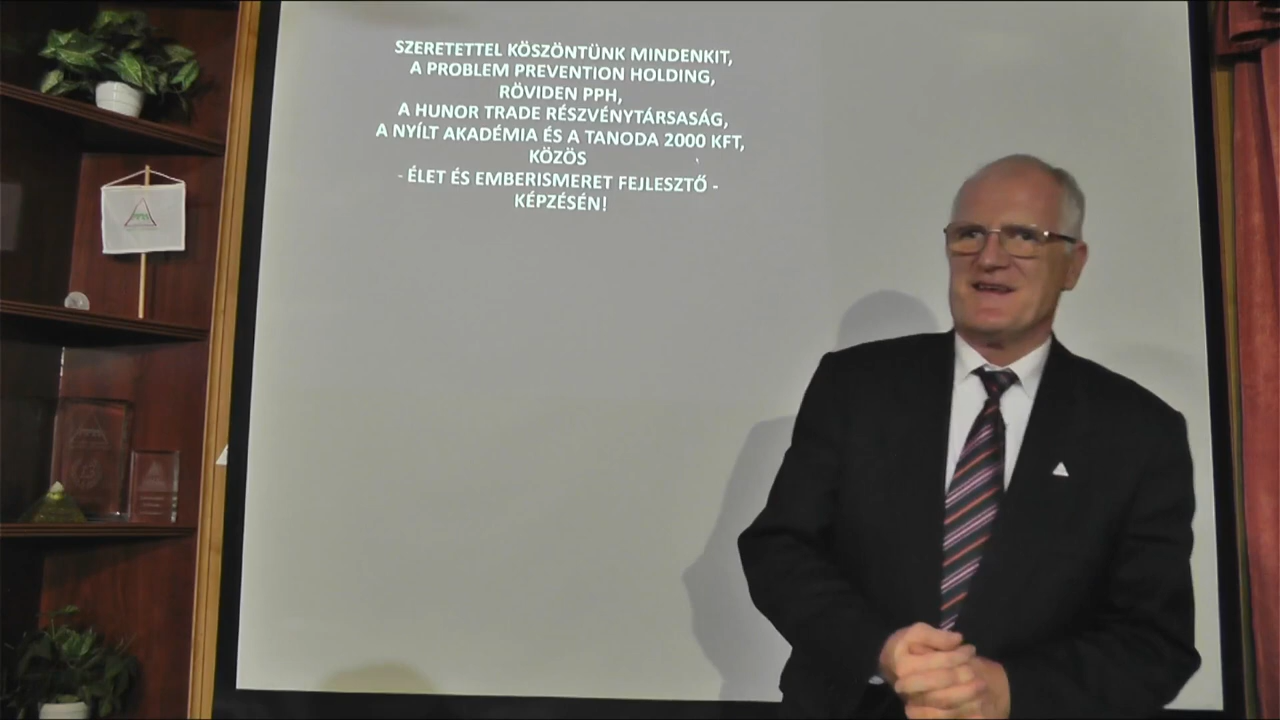 SZERETETTEL KÖSZÖNTÜNK MINDENKIT,
A PROBLEM PREVENTION HOLDING,
RÖVIDEN PPH,
A HUNOR TRADE RÉSZVÉNYTÁRSASÁG,
A NYÍLT AKADÉMIA ÉS A TANODA 2000 KFT,
KÖZÖS
- ÉLET ÉS EMBERISMERET FEJLESZTŐ -
KÉPZÉSÉN!